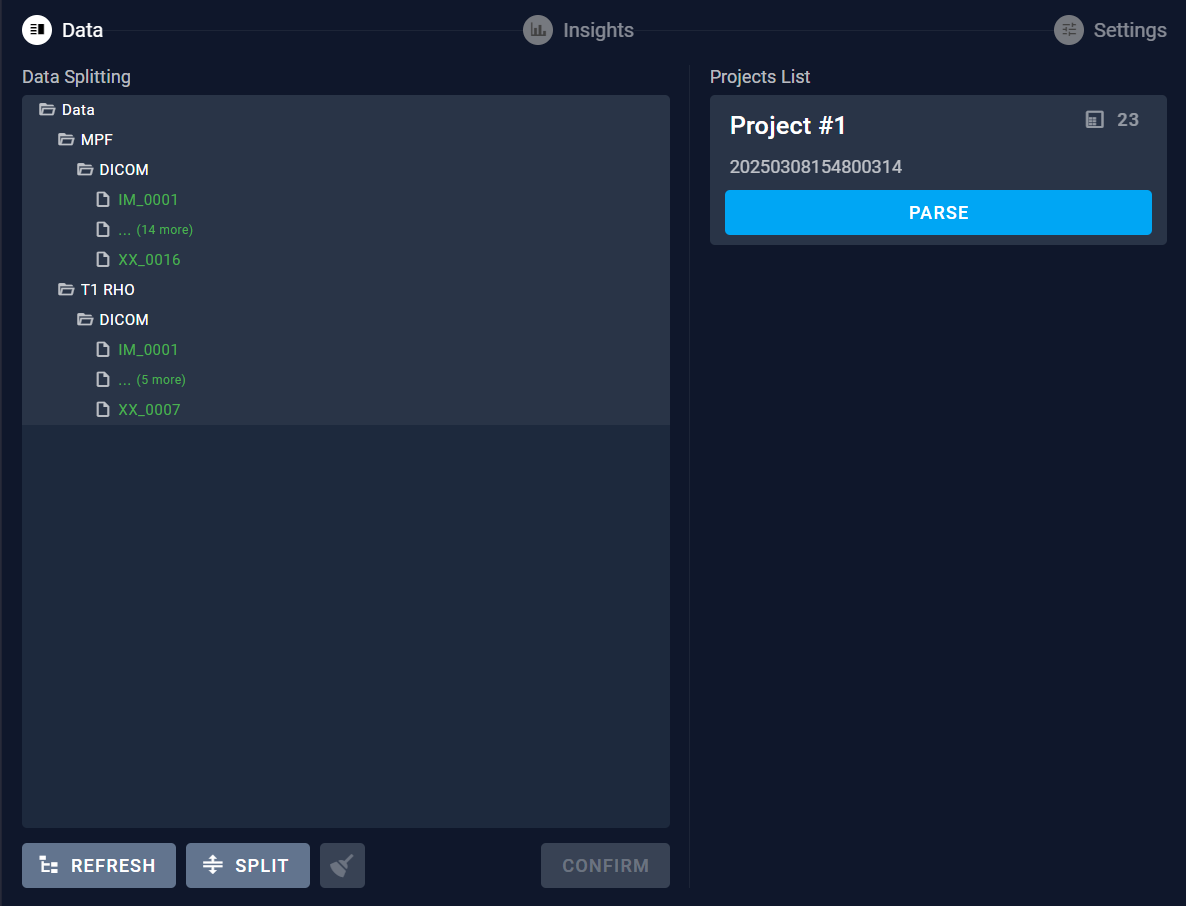 Data
Insights
Settings
Data Splitting
Data
MPF
DICOM
IM_0001
... (14 more)
XX_0016
T1 RHO
DICOM
IM_0001
... (5 more)
XX_0007
REFRESH
SPLIT
CONFIRM
Projects List
Project #1
23
20250308154800314
PARSE